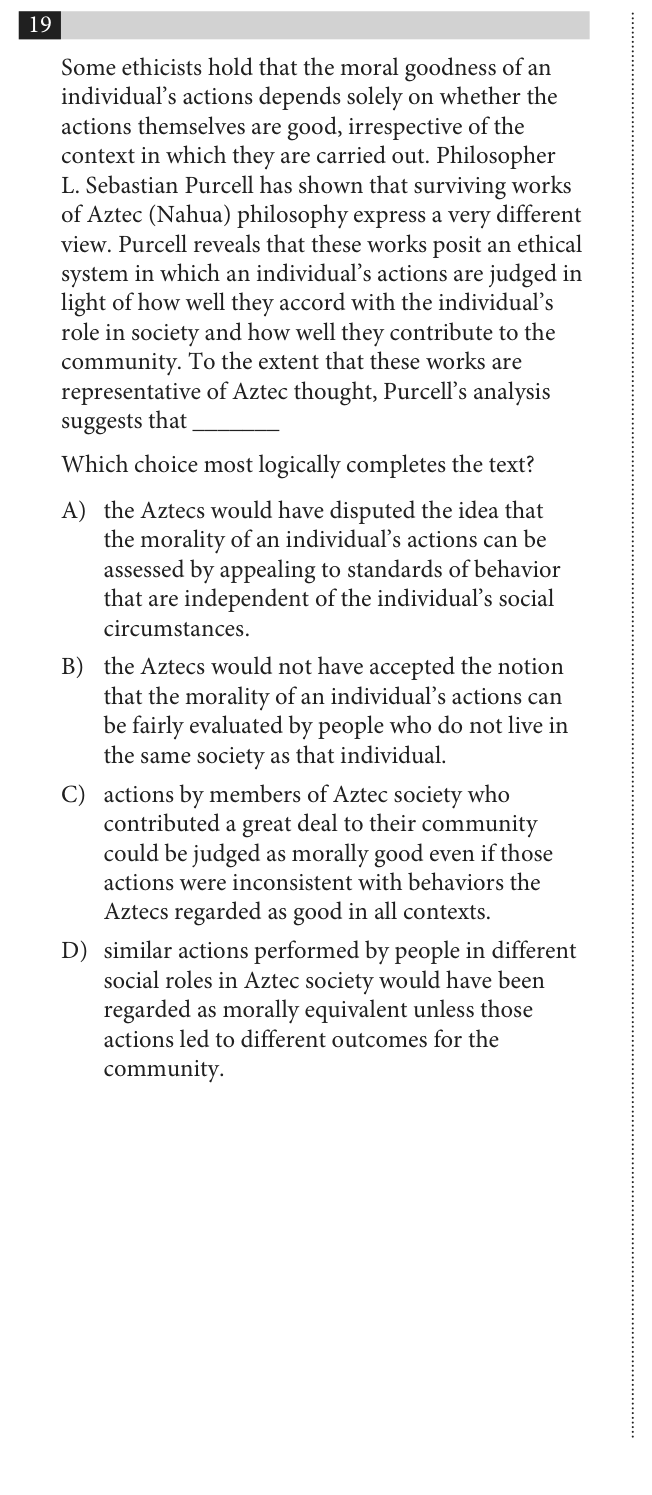 19
Some ethicists hold that the moral goodness of an
individual’s actions depends solely on whether the
actions themselves are good, irrespective of the
context in which they are carried out. Philosopher
L. Sebastian Purcell has shown that surviving works
of Aztec (Nahua) philosophy express a very different
view. Purcell reveals that these works posit an ethical
system in which an individual’s actions are judged in
light of how well they accord with the individual’s
role in society and how well they contribute to the
community. To the extent that these works are
representative of Aztec thought, Purcell’s analysis
suggests that _______
Which choice most logically completes the text?
A) the Aztecs would have disputed the idea that
the morality of an individual’s actions can be
assessed by appealing to standards of behavior
that are independent of the individual’s social
circumstances.
B) the Aztecs would not have accepted the notion
that the morality of an individual’s actions can
be fairly evaluated by people who do not live in
the same society as that individual.
C) actions by members of Aztec society who
contributed a great deal to their community
could be judged as morally good even if those
actions were inconsistent with behaviors the
Aztecs regarded as good in all contexts.
D) similar actions performed by people in different
social roles in Aztec society would have been
regarded as morally equivalent unless those
actions led to different outcomes for the
community.